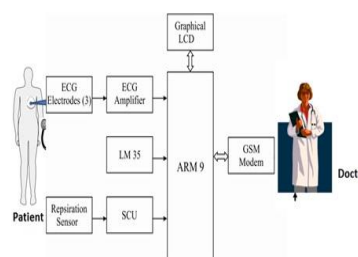 Graphical
LCD
ECG
Electrodes (3)
ECG
Amplifier
LM 35
ARM 9
GSM
Modem
Doct
Patient
Repsiration
Sensor
SCU